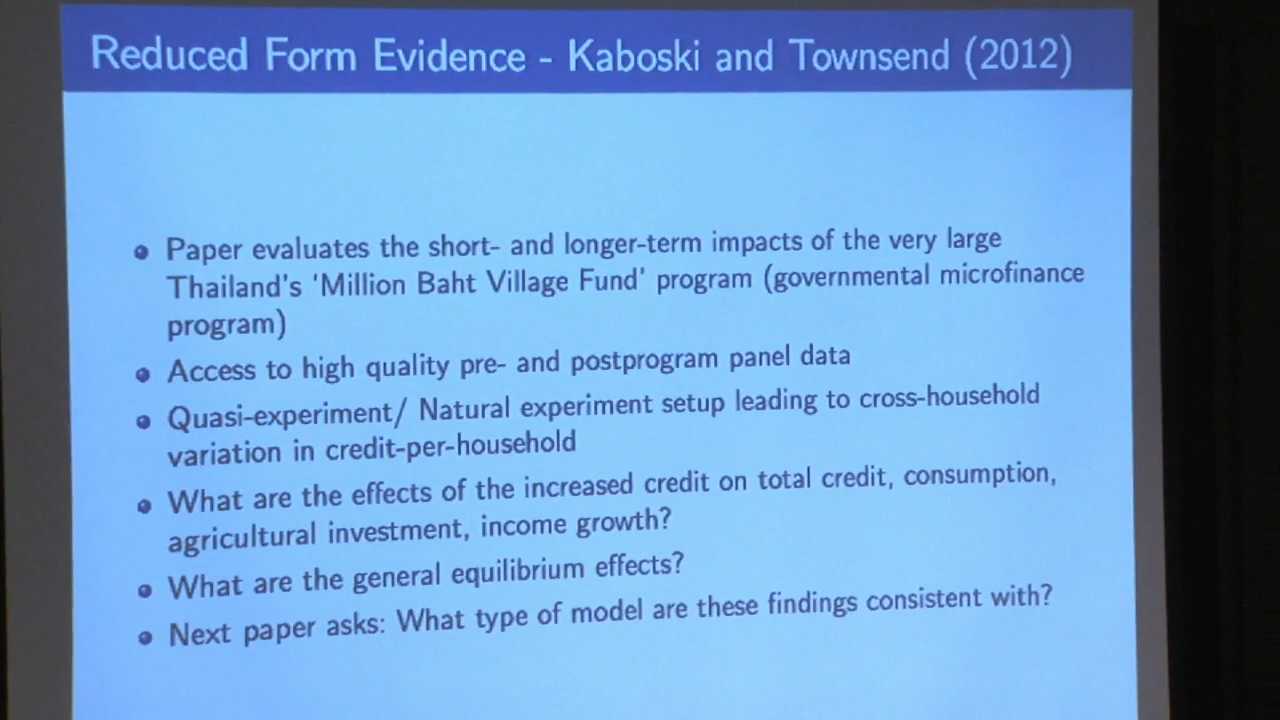 Reduced Form Evidence - Kaboski and Townsend (2012)
Paper evaluates the short- and longer-term impacts of the very large
Thailand's 'Million Baht Village Fund' program (governmental microfinance
program)
Access to high quality pre- and postprogram panel data
Quasi-experiment/ Natural experiment setup leading to cross-household
variation in credit-per-household
What are the effects of the increased credit on total credit, consumption,
agricultural investment, income growth?
What are the general equilibrium effects?
Next paper asks: What type of model are these findings consistent with?